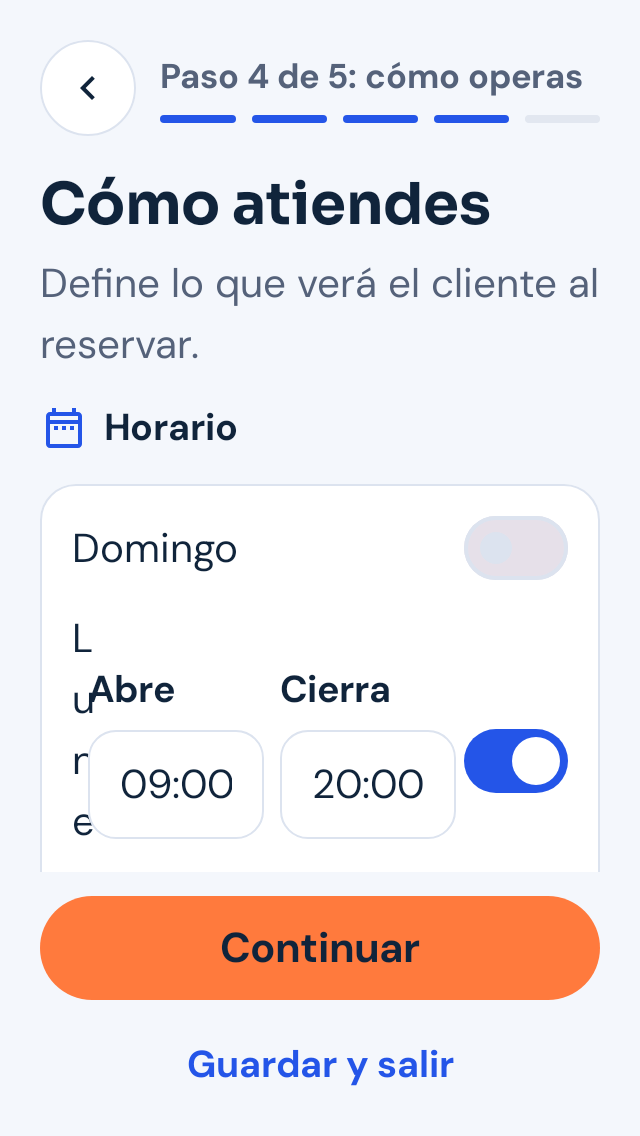 Paso 4 de 5: cómo operas
Cómo atiendes
Define lo que verá el cliente al
reservar.
Horario
Domingo
L
u
n
e
Abre
Cierra
09:00
20:00
Continuar
Guardar y salir